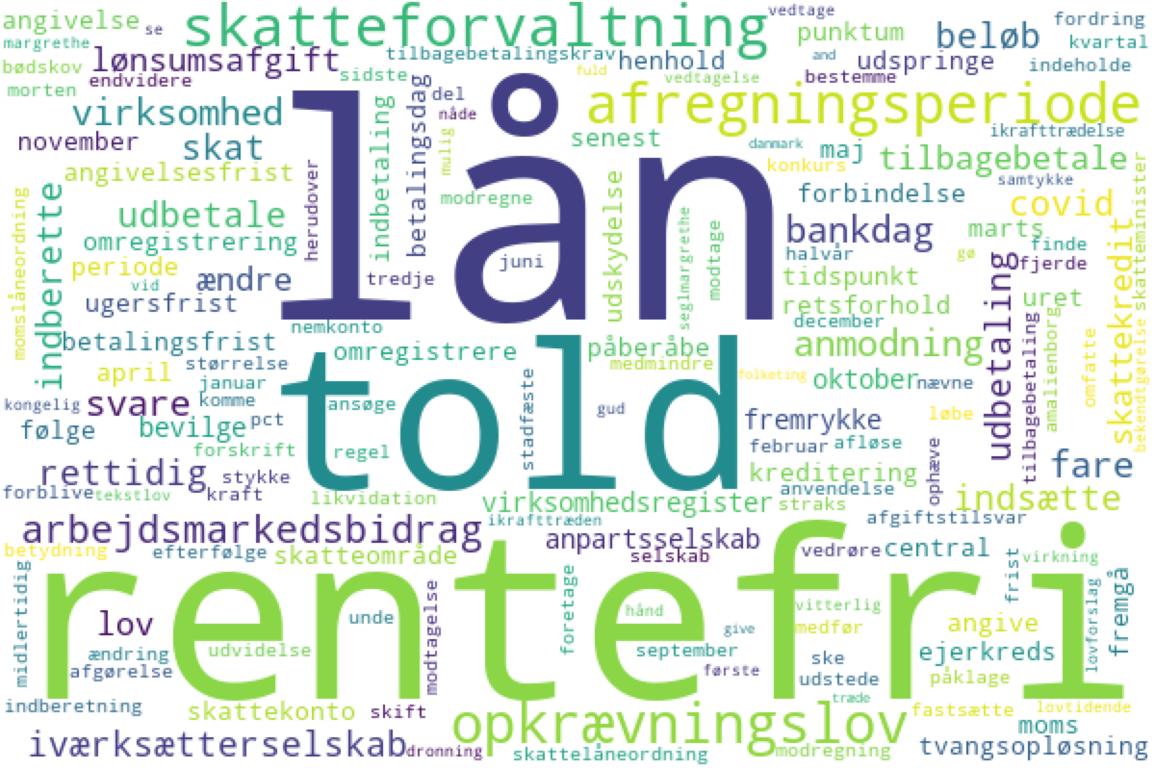 angivelse
se
skatteforvaltning
vedtage
fordring
margrethe
lønsumsafgift
tilbagebetalingskrav
punktum
beløb
kvartal
bødskov
endvidere
sidste
henhold
fuld
vedtagelse
and
udspringe
indeholde
morten
bestemme
virksomhed
indbetaling
betalingsdag
del
nåde
afregningsperiode
november
skat
mulig
senest
danmark
maj
ikrafttrædelse
angivelsesfrist
herudover
lån
konkurs
tilbagebetale
momslåneordning
indberette
udbetale
modregne
udskydelse
seglmargrethe
modtage
forbindelse
samtykke
covid
skatteminister
omregistrering
juni
bankdag
marts
skattekredit
periode
vid
ændre
tredje
halvår
gø
finde
fjerde
ugersfrist
tidspunkt
udbetaling
uret
nemkonto
retsforhold
december
tilbagebetaling
amalienborg
omfatte
bekendtgørelse
betalingsfrist
omregistrere
told
påberåbe
anmodning
april
størrelse
medmindre
folketing
oktober
nævne
januar
kongelig
svare
komme
ansøge
stadfæste
gud
fremrykke
løbe
følge
bevilge
pct
forskrift
regel
februar
afløse
ophæve
rettidig
stykke
kreditering
fare
forblive
tekstlov
kraft
likvidation
virksomhedsregister
anvendelse
straks
indsætte
arbejdsmarkedsbidrag
ikrafttræden
afgiftstilsvar
betydning
efterfølge
skatteområde
anpartsselskab
selskab
vedrøre
central
frist
virkning
midlertidig
rentefri
lov
unde
modtagelse
foretage
hånd
vitterlig
medfør
angive
lovforslag
fremgå
ændring
udvidelse
give
september
ske
ejerkreds
afgørelse
første
udstede
påklage
indberetning
skattekonto
skift
opkrævningslov
træde
fastsætte
lovtidende
moms
iværksætterselskab
dronning
skattelåneordning
modregning
tvangsopløsning